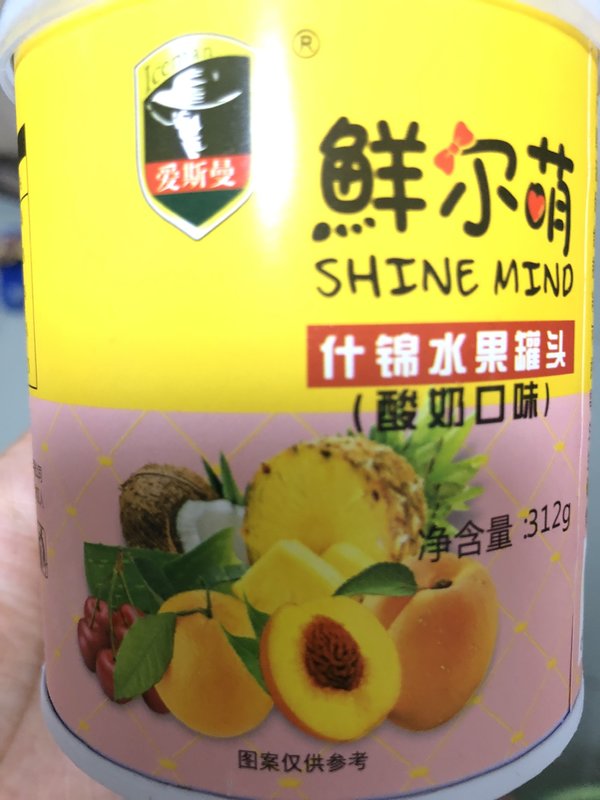 ®
Iceman
爱斯曼
鲜尔萌
SHINE MIND
什锦水果罐头
(酸奶口味)
净含量:312g
图案仅供参考